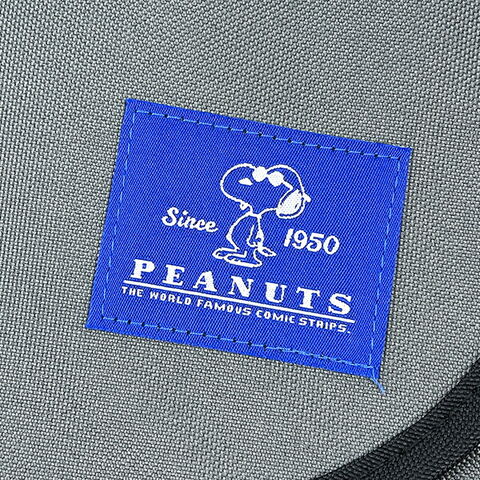 Since 1950
PEANUTS
THE WORLD FAMOUS COMIC STRIPS.